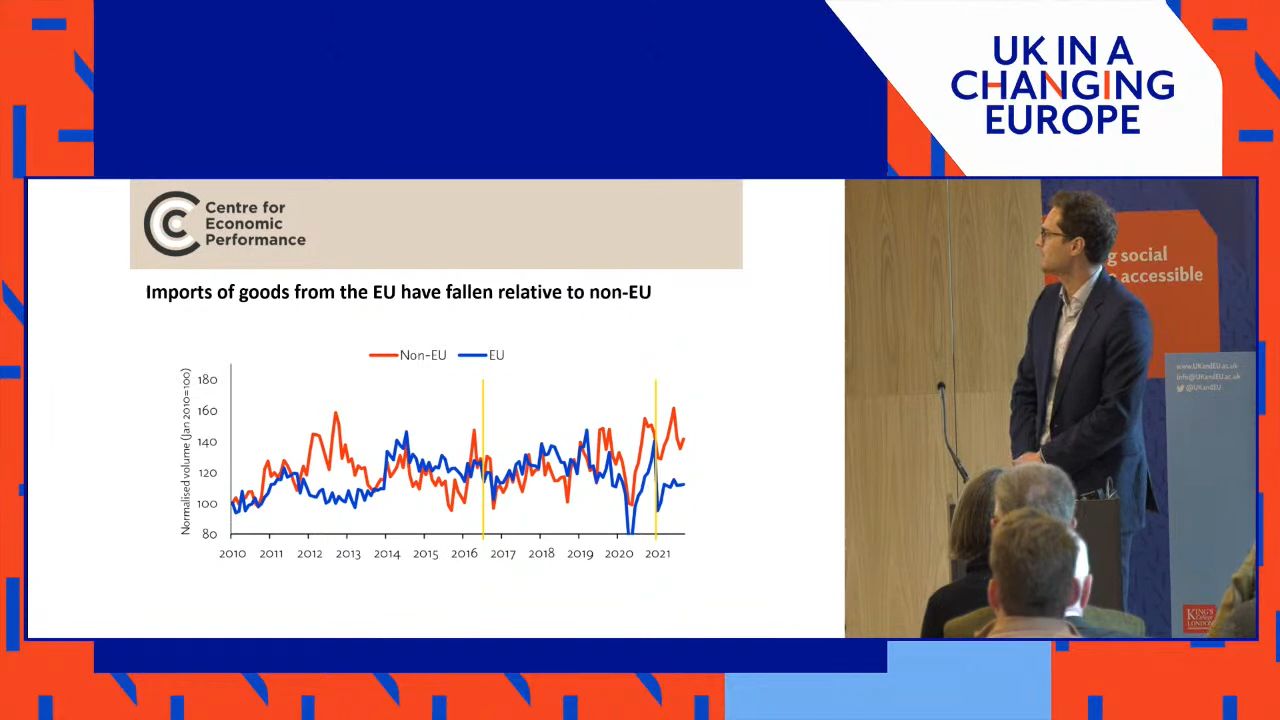 UK IN A
CHANGING
EUROPE
Centre for
Economic
Performance
Imports of goods from the EU have fallen relative to non-EU
Non-EU
EU
Normalised volume (Jan 2010=100)
180
160
140
120
100
80
2010
2011
2012
2013
2014
2015
2016
2017
2018
2019
2020
2021
g social
accessible
www.UKandEU.ac.uk
info@UKandEU.ac.uk
@UKandEU
KING'S
College
LONDON